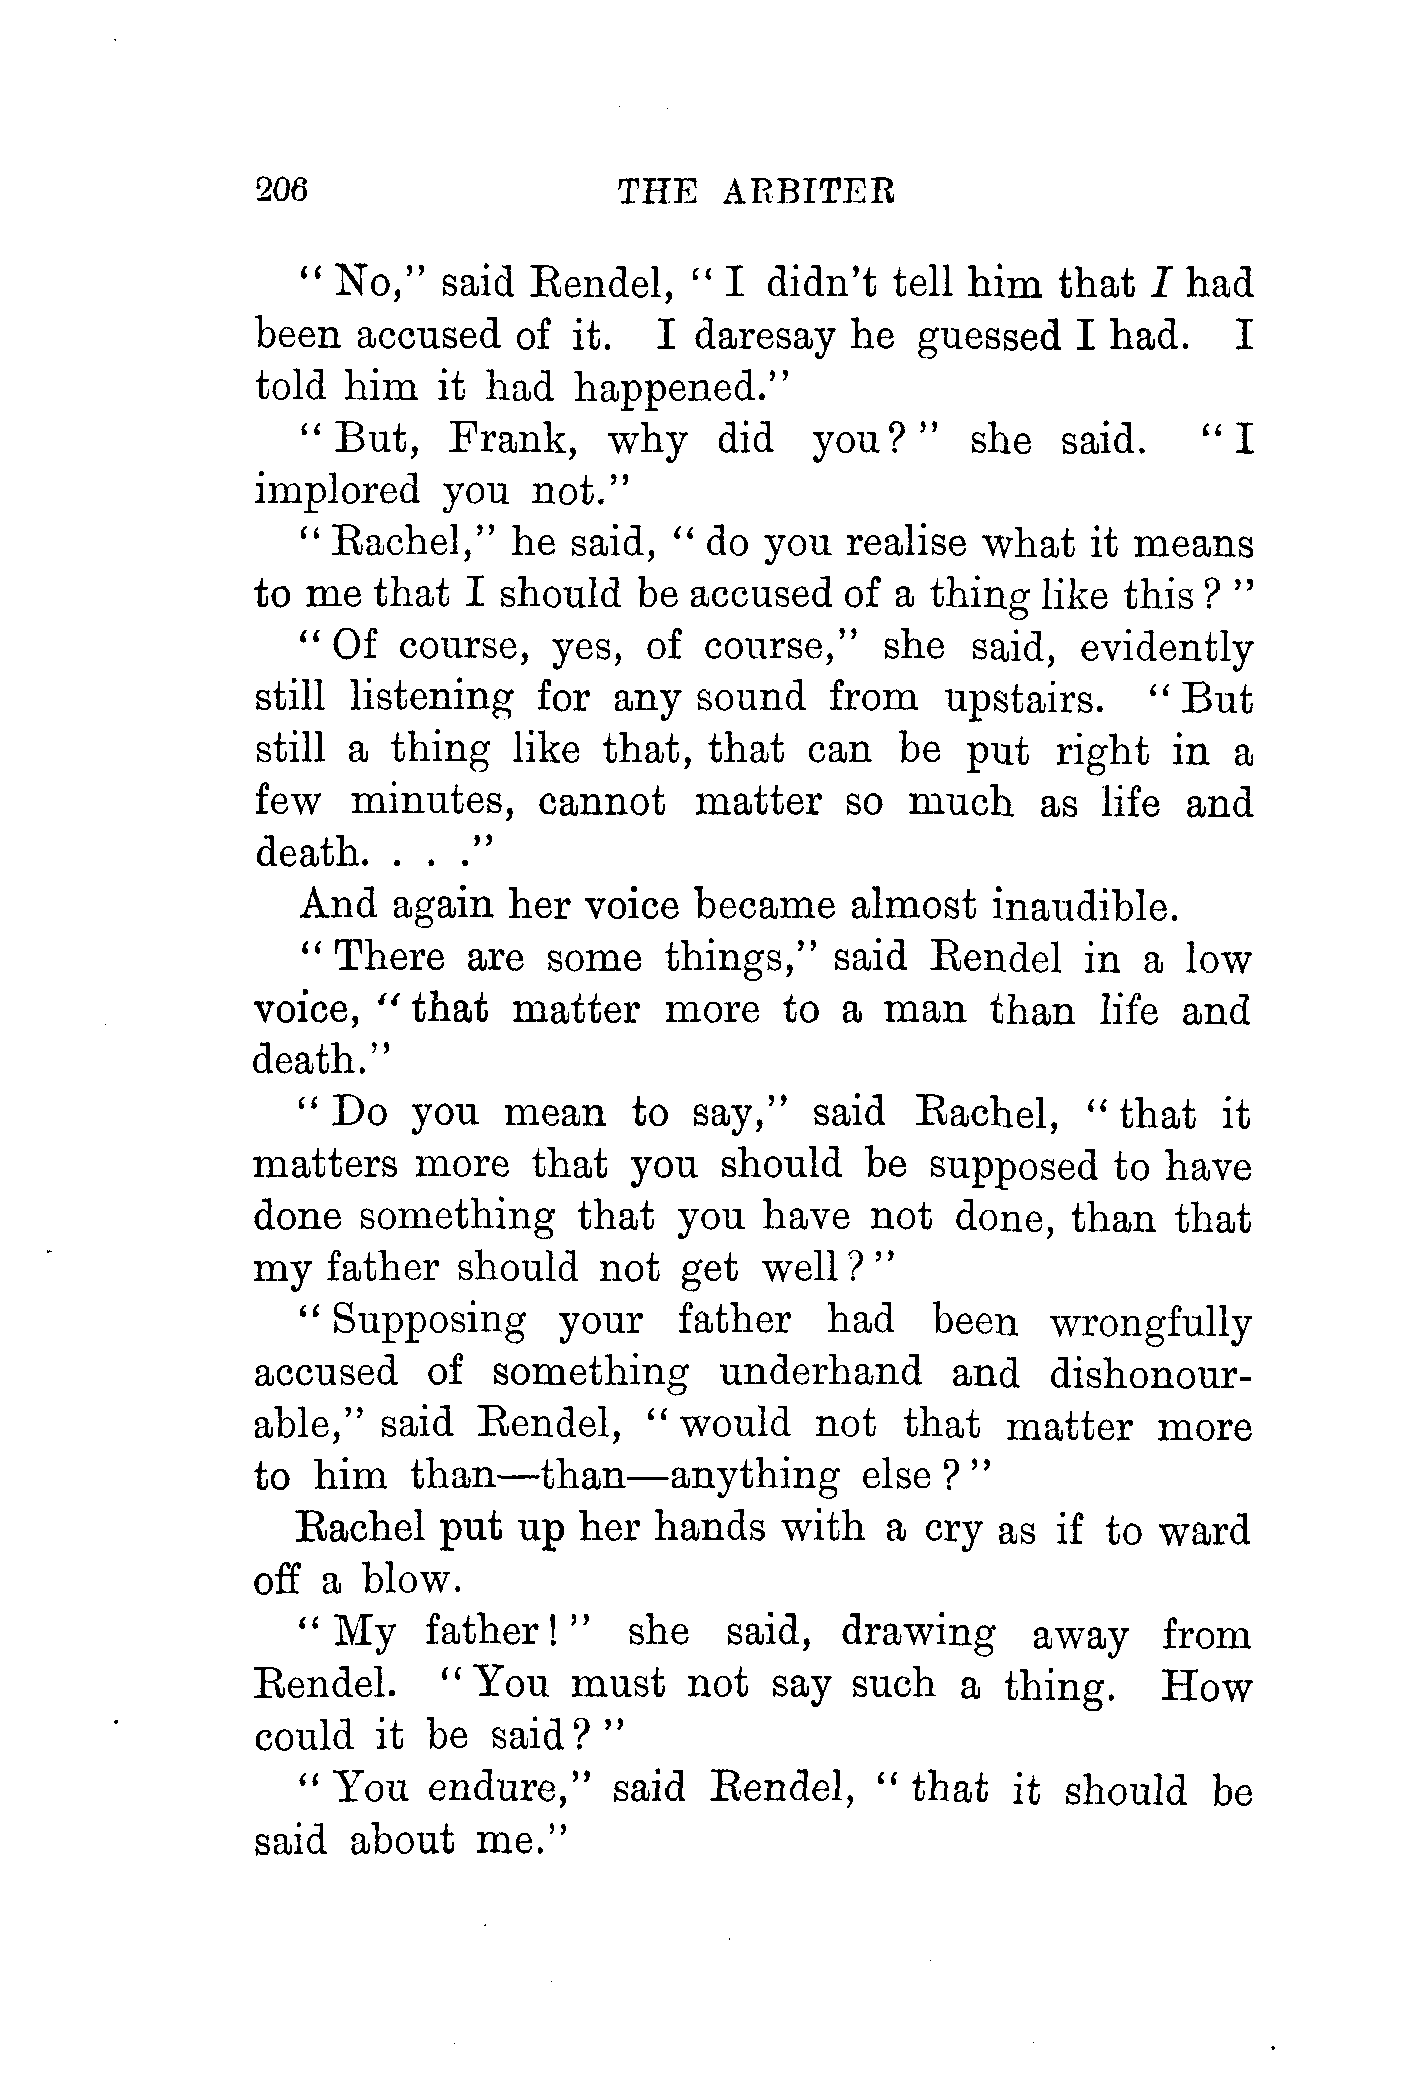 206 THE ARBITER
“ No,” said Rendel, “ I didn’t tell him that I had
been accused of it. I daresay he guessed I had. I
told him it had happened.”
“ But, Frank, why did you? ” she said. “ I
implored you not.”
“ Rachel,” he said, “ do you realise what it means
to me that I should be accused of a thing like this ? ”
“ Of course, yes, of course,” she said, evidently
still listening for any sound from upstairs. “ But
still a thing like that, that can be put right in a
few minutes, cannot matter so much as life and
death. . . .”
And again her voice became almost inaudible.
“ There are some things,” said Rendel in a low
voice, “ that matter more to a man than life and
death.”
“ Do you mean to say,” said Rachel, “ that it
matters more that you should be supposed to have
done something that you have not done, than that
my father should not get well ? ”
“ Supposing your father had been wrongfully
accused of something underhand and dishonour-
able,” said Rendel, “ would not that matter more
to him than—than—anything else ? ”
Rachel put up her hands with a cry as if to ward
off a blow.
“ My father ! ” she said, drawing away from
Rendel. “ You must not say such a thing. How
could it be said ? ”
“ You endure,” said Rendel, “ that it should be
said about me.”